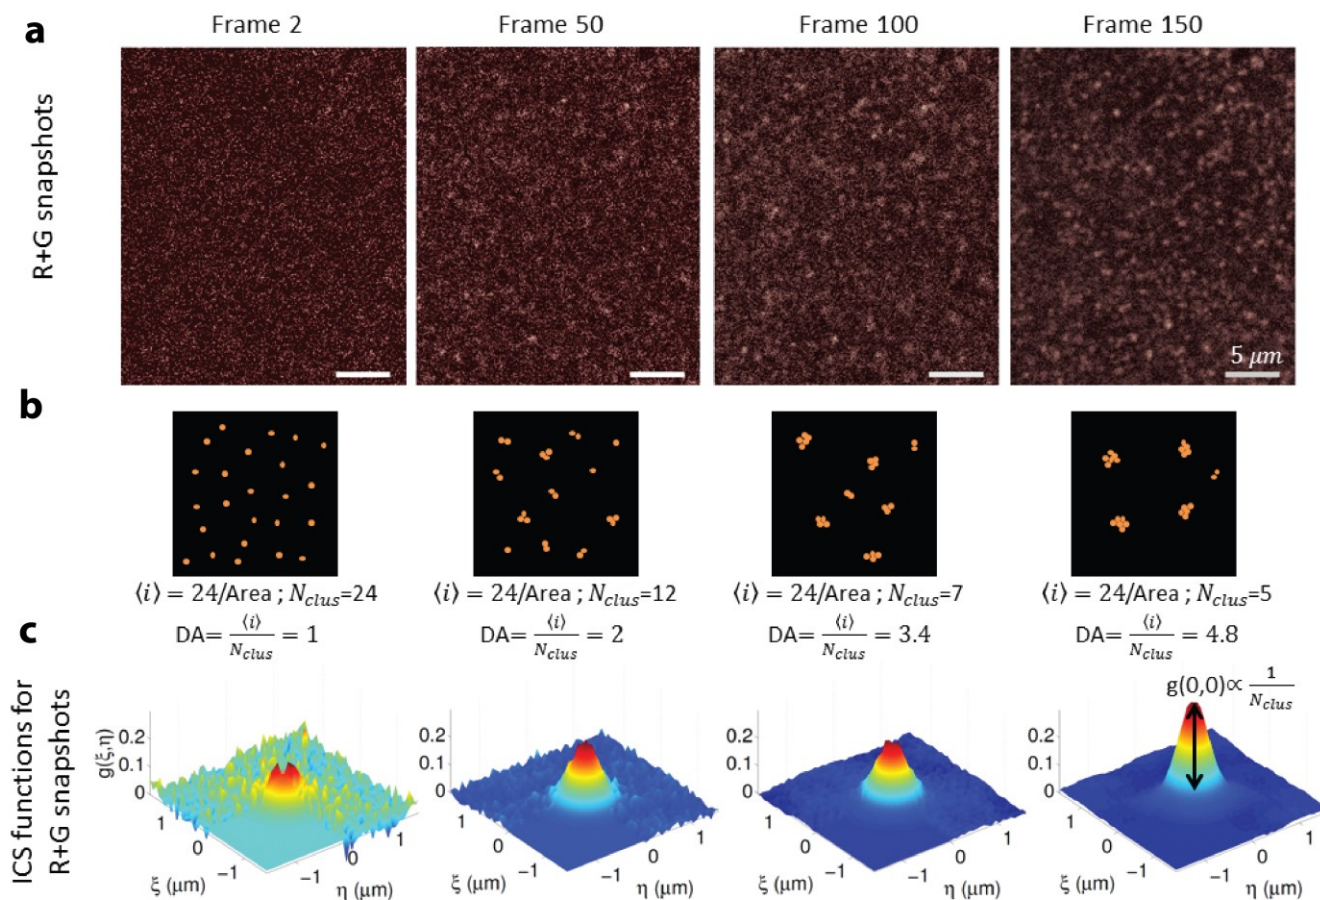 a
Frame 2 Frame 50 Frame 100 Frame 150
R+G snapshots
5 μm
b
⟨i⟩ = 24/Area ; N_clus=24 ⟨i⟩ = 24/Area ; N_clus=12 ⟨i⟩ = 24/Area ; N_clus=7 ⟨i⟩ = 24/Area ; N_clus=5
DA= ⟨i⟩/N_clus = 1 DA= ⟨i⟩/N_clus = 2 DA= ⟨i⟩/N_clus = 3.4 DA= ⟨i⟩/N_clus = 4.8
c
ICS functions for
R+G snapshots
g(0,0)∝ 1/N_clus
g(ξ,η)
0.2 0.2 0.2 0.2
0.1 0.1 0.1 0.1
0 0 0 0
1 1 1 1 1 1 1 1
0 0 0 0 0 0 0 0
−1 −1 −1 −1 −1 −1 −1 −1
ξ (μm) η (μm) ξ (μm) η (μm) ξ (μm) η (μm) ξ (μm) η (μm)